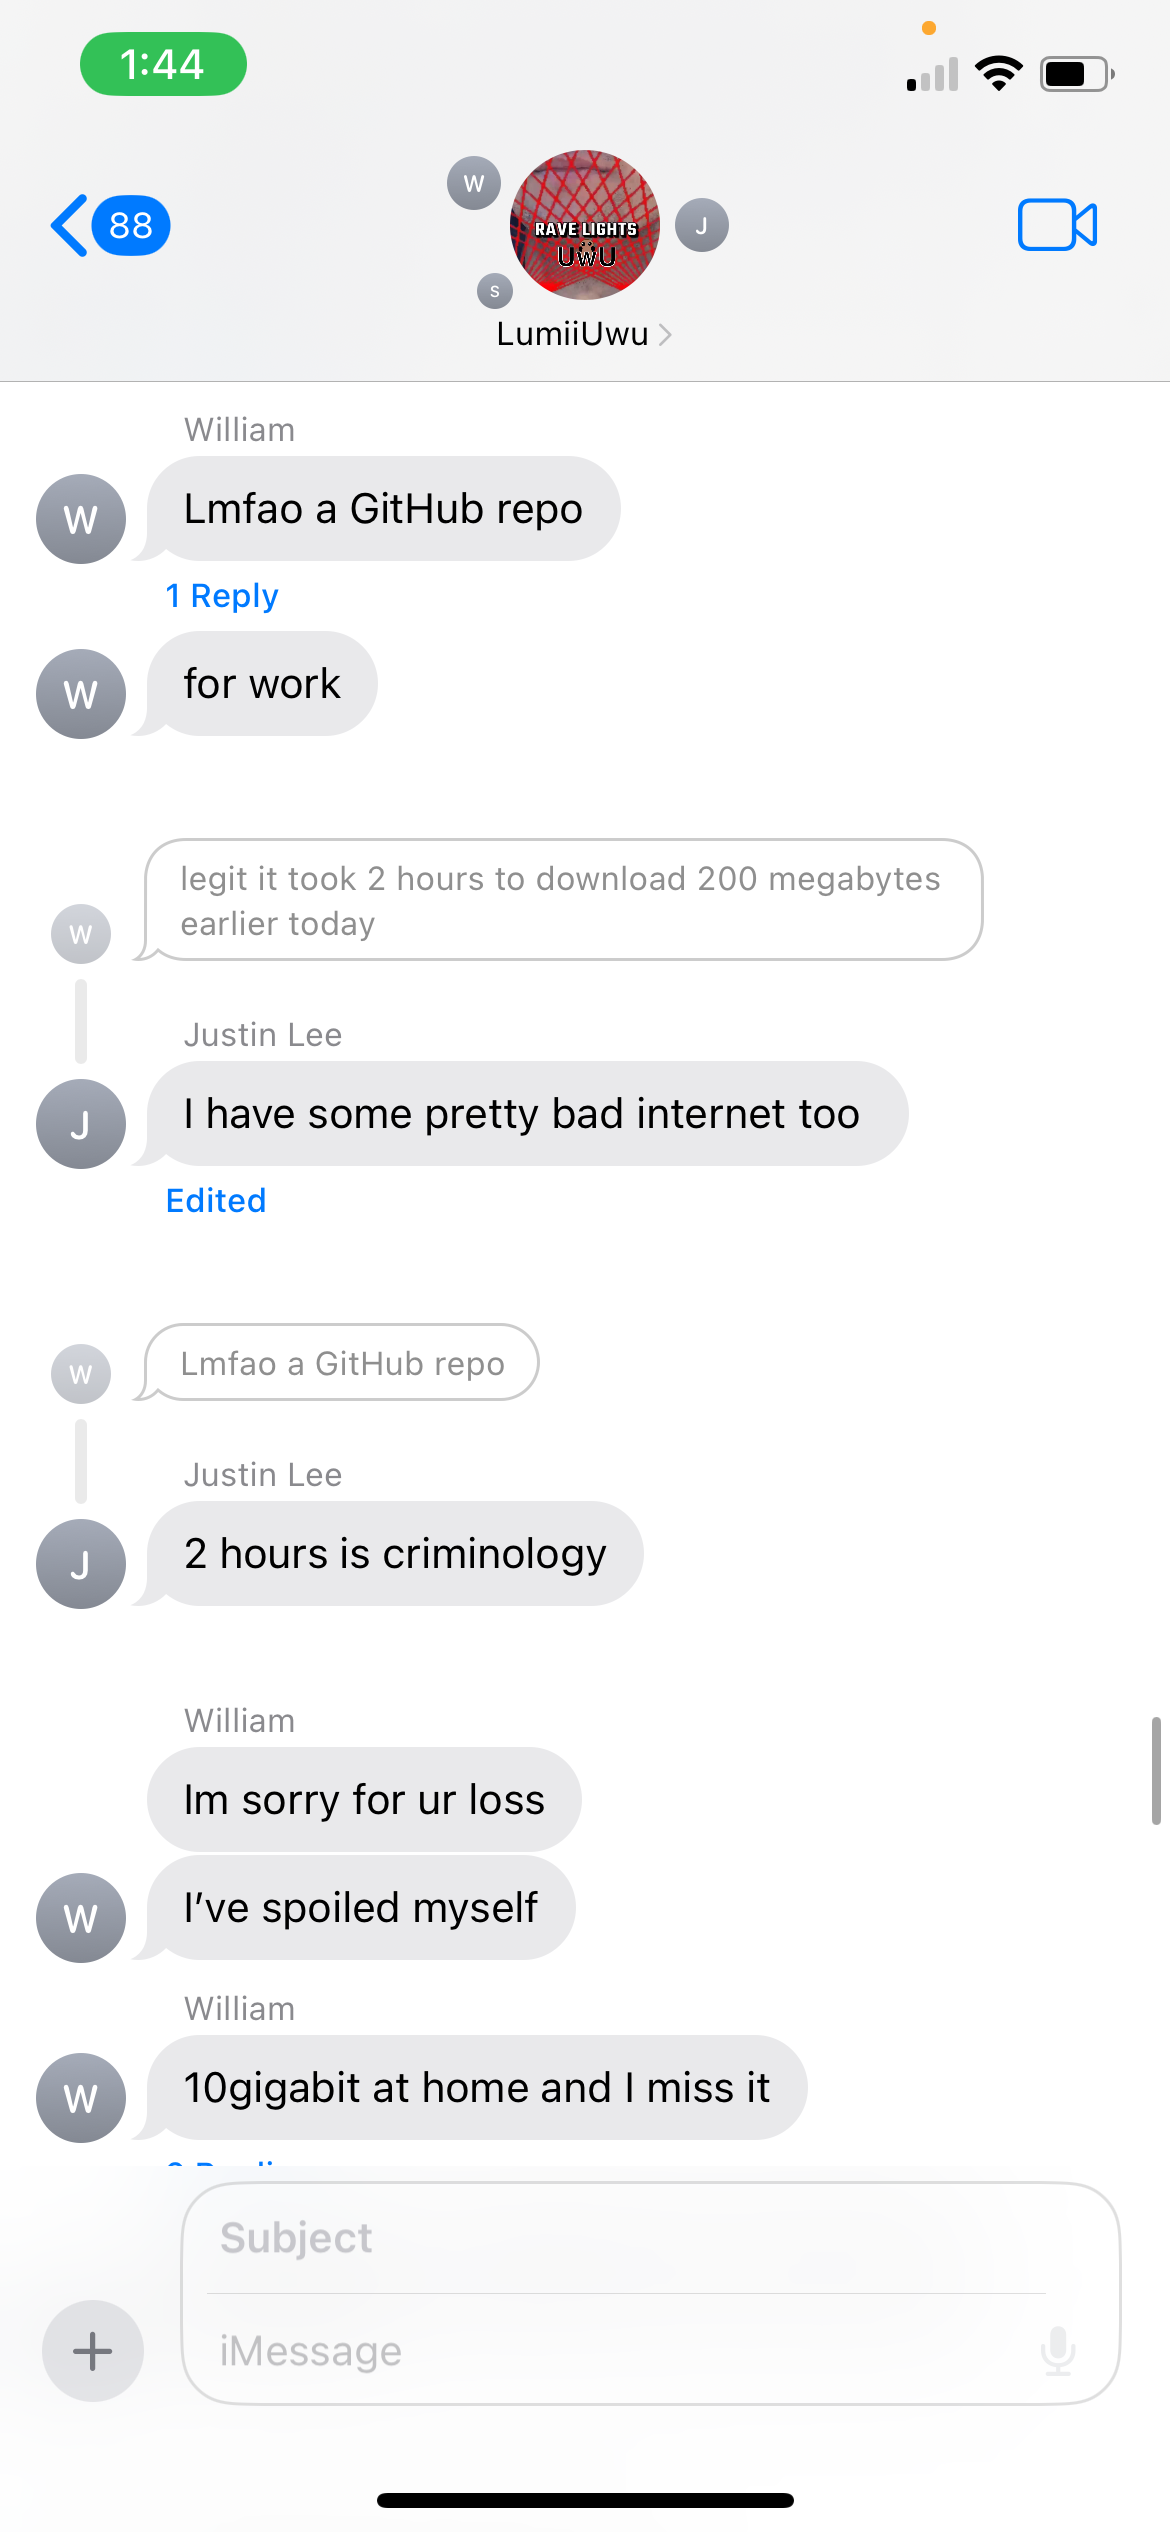 1:44
88
W
RAVE LIGHTS
UWU
J
S
LumiiUwu
William
W
Lmfao a GitHub repo
1 Reply
W
for work
legit it took 2 hours to download 200 megabytes
earlier today
W
Justin Lee
J
I have some pretty bad internet too
Edited
W
Lmfao a GitHub repo
Justin Lee
J
2 hours is criminology
William
Im sorry for ur loss
W
I’ve spoiled myself
William
W
10gigabit at home and I miss it
Subject
iMessage